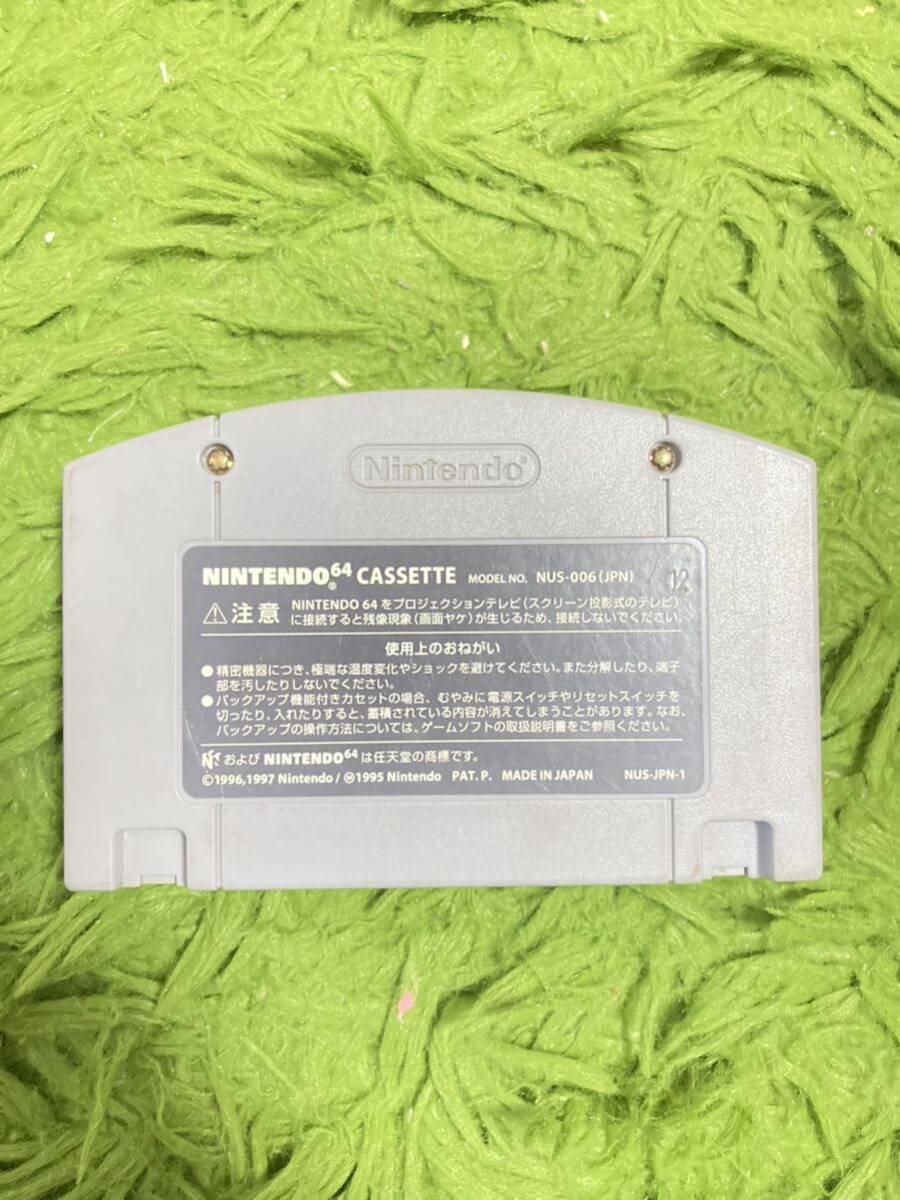 Nintendo®
NINTENDO64® CASSETTE MODEL NO. NUS-006(JPN) 12
注意 NINTENDO 64 をプロジェクションテレビ(スクリーン投影式のテレビ)
に接続すると残像現象(画面ヤケ)が生じるため、接続しないでください。
使用上のおねがい
●精密機器につき、極端な温度変化やショックを避けてください。また分解したり、端子
部を汚したりしないでください。
●バックアップ機能付きカセットの場合、むやみに電源スイッチやリセットスイッチを
切ったり、入れたりすると、蓄積されている内容が消えてしまうことがあります。なお、
バックアップの操作方法については、ゲームソフトの取扱説明書をご参照ください。
および NINTENDO64 は任天堂の商標です。
©1996,1997 Nintendo / Ⓜ1995 Nintendo PAT. P. MADE IN JAPAN NUS-JPN-1